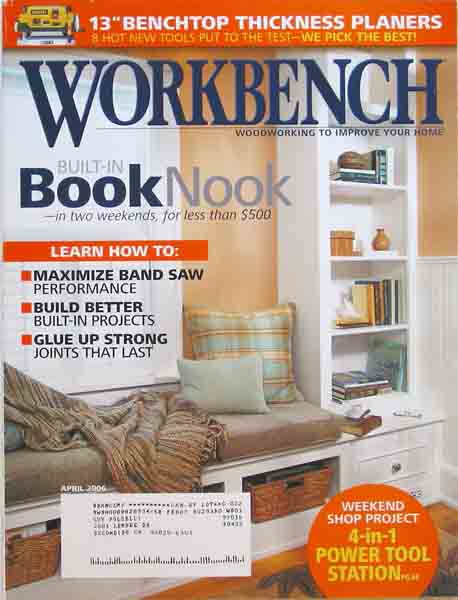 13" BENCHTOP THICKNESS PLANERS
8 HOT NEW TOOLS PUT TO THE TEST—WE PICK THE BEST!
WORKBENCH
WOODWORKING TO IMPROVE YOUR HOME
BUILT-IN
BookNook
—in two weekends, for less than $500
LEARN HOW TO:
MAXIMIZE BAND SAW
PERFORMANCE
BUILD BETTER
BUILT-IN PROJECTS
GLUE UP STRONG
JOINTS THAT LAST
APRIL 2006
WEEKEND
SHOP PROJECT
4-in-1
POWER TOOL
STATION